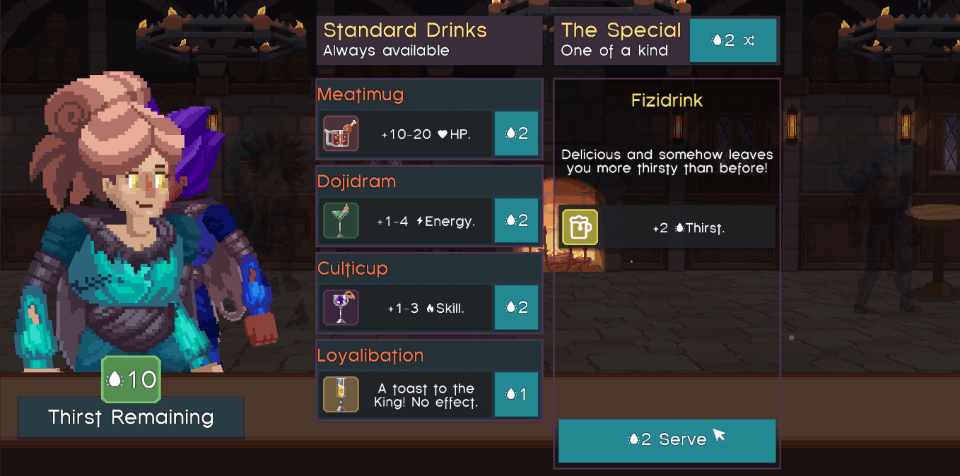 Standard Drinks
Always available
The Special
One of a kind
2
Meatimug
+10-20 HP.
2
Dojidram
+1-4 Energy.
2
Culticup
+1-3 Skill.
2
Loyalibation
A toast to the
King! No effect.
1
Fizidrink
Delicious and somehow leaves
you more thirsty than before!
+2 Thirst.
2 Serve
10
Thirst Remaining